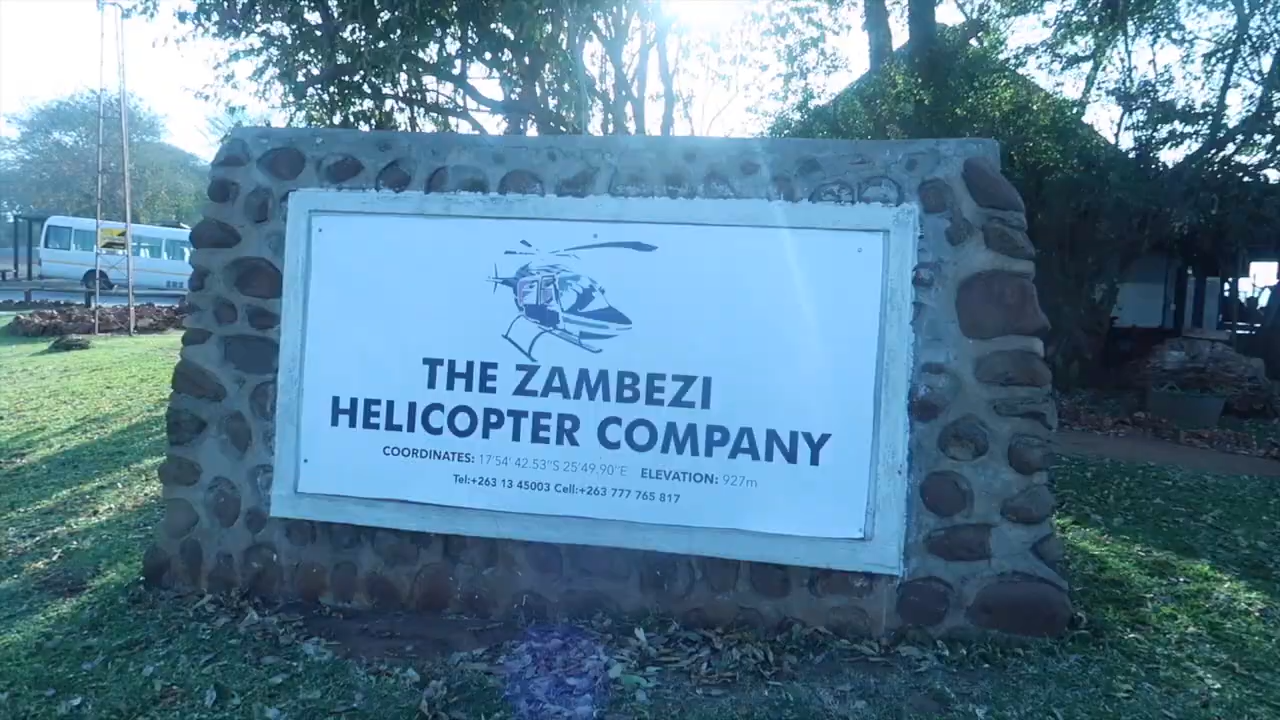 THE ZAMBEZI
HELICOPTER COMPANY
COORDINATES: 17°54' 42.53"S 25°49.90"E ELEVATION: 927m
Tel:+263 13 45003 Cell:+263 777 765 817